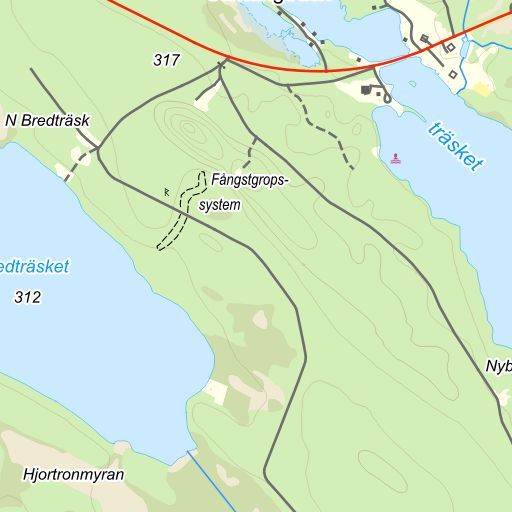 317
N Bredträsk
träsket
Fångstgrops-
system
edträsket
312
Nyb
Hjortronmyran